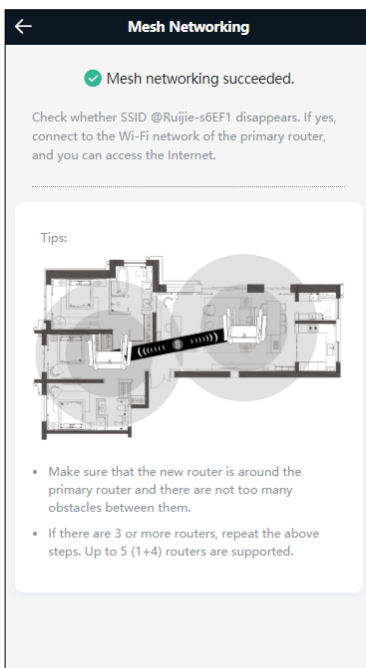 Mesh Networking
Mesh networking succeeded.
Check whether SSID @Ruijie-s6EF1 disappears. If yes,
connect to the Wi-Fi network of the primary router,
and you can access the Internet.
Tips:
• Make sure that the new router is around the
primary router and there are not too many
obstacles between them.
• If there are 3 or more routers, repeat the above
steps. Up to 5 (1+4) routers are supported.